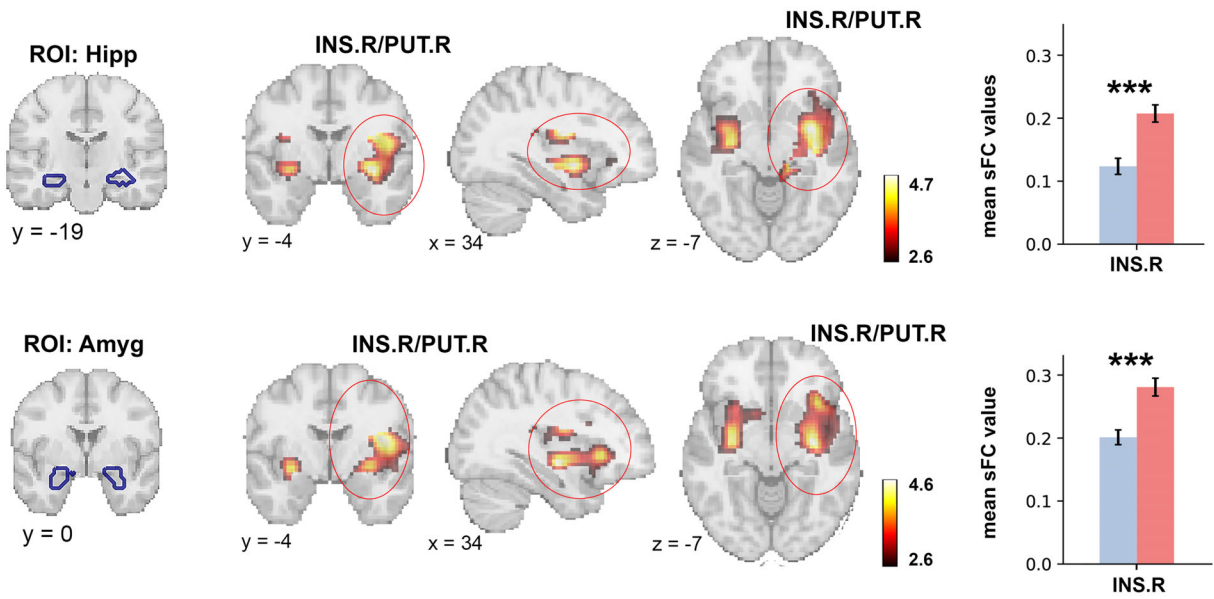 ROI: Hipp
y = -19
INS.R/PUT.R
y = -4
x = 34
INS.R/PUT.R
z = -7
4.7
2.6
mean sFC values
0.3
0.2
0.1
0.0
***
INS.R
ROI: Amyg
y = 0
INS.R/PUT.R
y = -4
x = 34
INS.R/PUT.R
z = -7
4.6
2.6
mean sFC value
0.3
0.2
0.1
0.0
***
INS.R